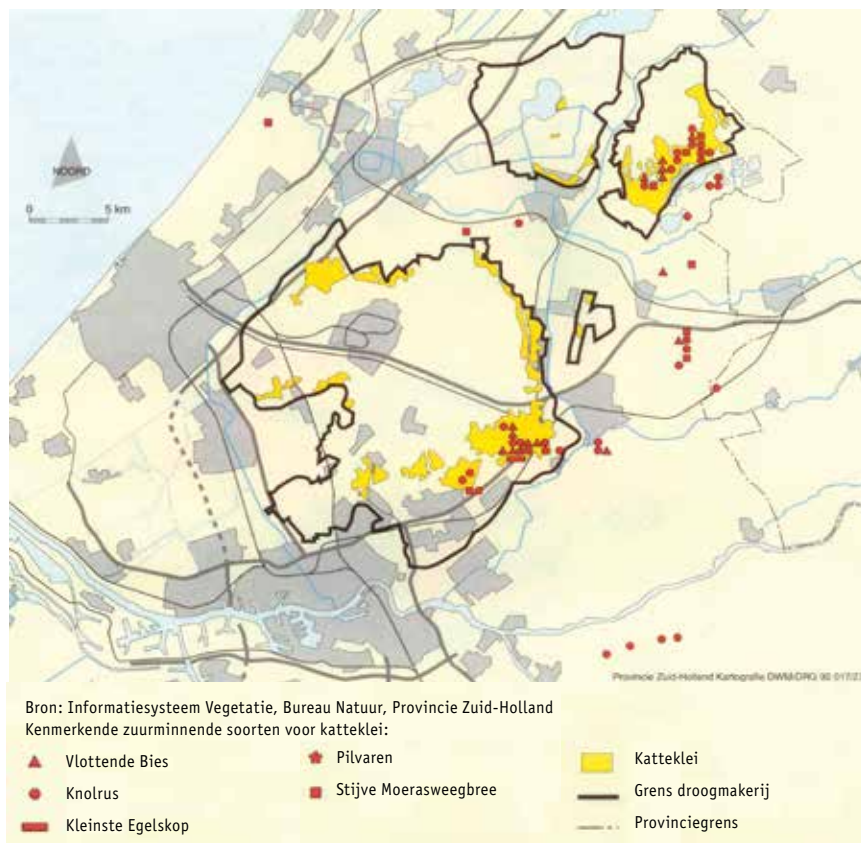 NOORD
0 5 km
Provincie Zuid-Holland Kartografie
Bron: Informatiesysteem Vegetatie, Bureau Natuur, Provincie Zuid-Holland
Kenmerkende zuurminnende soorten voor katteklei:
Vlottende Bies
Knolrus
Kleinste Egelskop
Pilvaren
Stijve Moerasweegbree
Katteklei
Grens droogmakerij
Provinciegrens